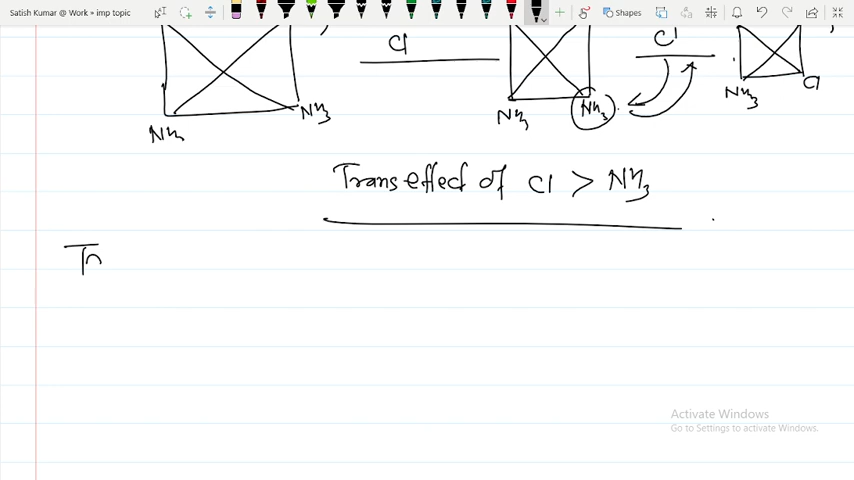 Satish Kumar @ Work » imp topic
Shapes
Cl
Cl
NH3
NH3
NH3
NH3
NH3
Cl
Trans effect of Cl > NH3
Tr
Activate Windows
Go to Settings to activate Windows.